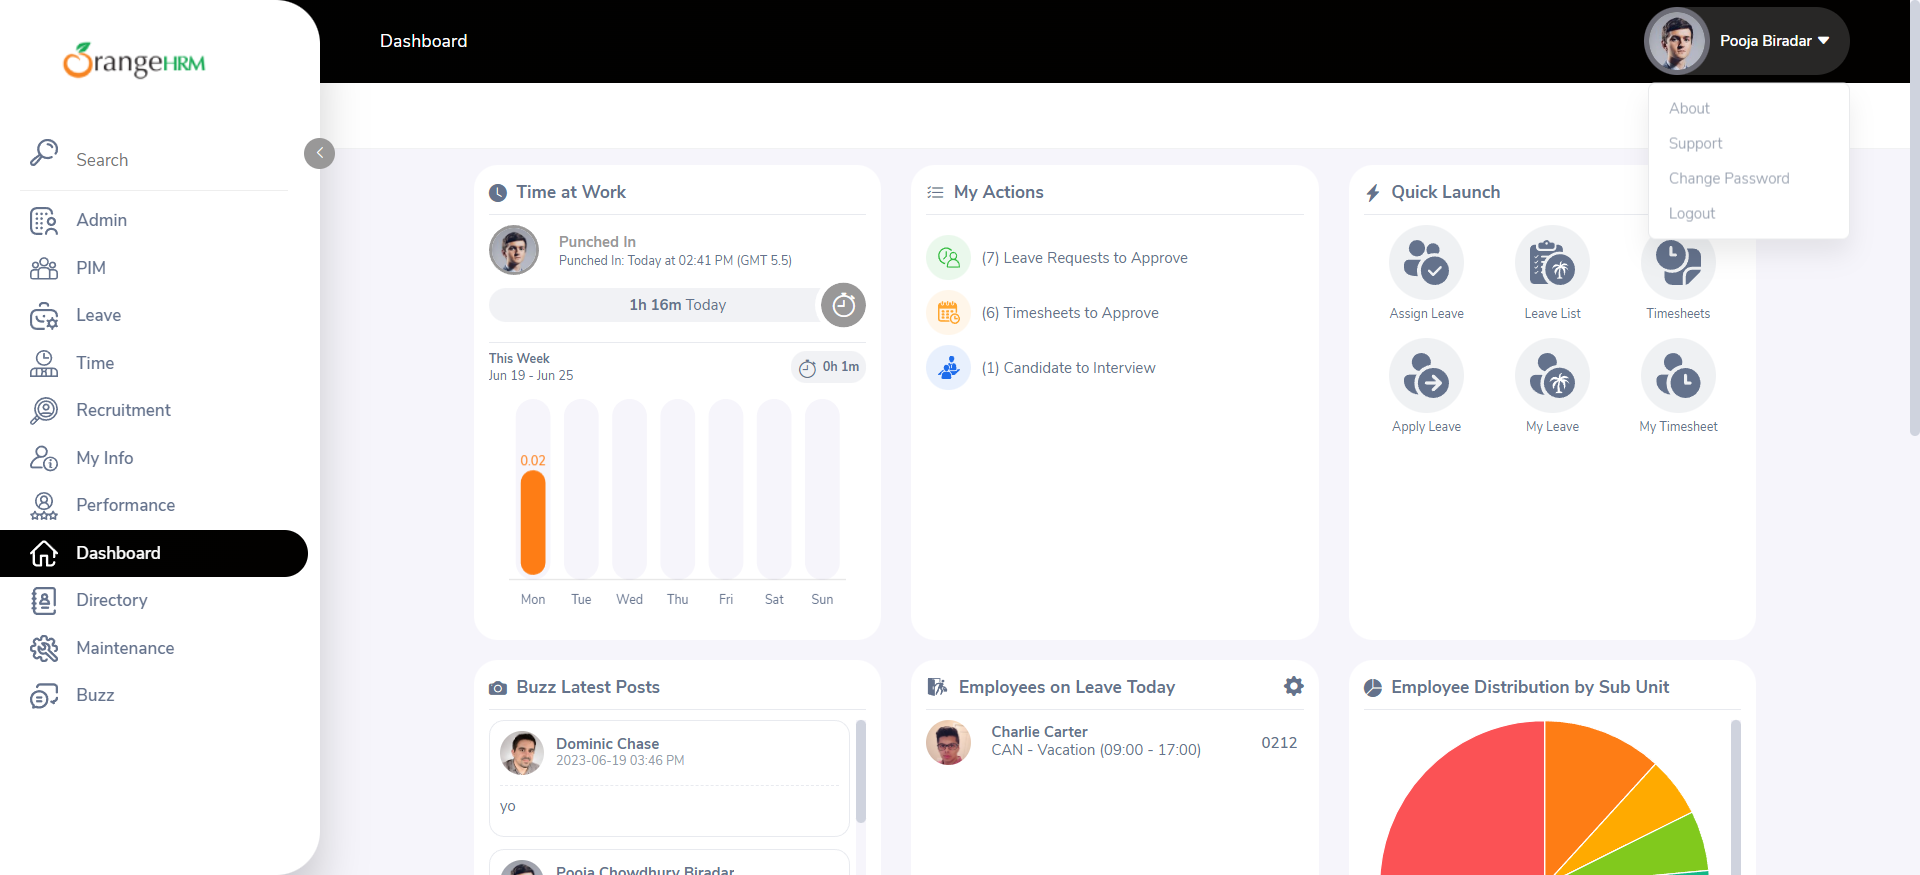 OrangeHRM
Dashboard
Pooja Biradar
About
Support
Change Password
Logout
Search
Admin
PIM
Leave
Time
Recruitment
My Info
Performance
Dashboard
Directory
Maintenance
Buzz
Time at Work
Punched In
Punched In: Today at 02:41 PM (GMT 5.5)
1h 16m Today
This Week
Jun 19 - Jun 25
0h 1m
0.02
Mon Tue Wed Thu Fri Sat Sun
My Actions
(7) Leave Requests to Approve
(6) Timesheets to Approve
(1) Candidate to Interview
Quick Launch
Assign Leave
Leave List
Timesheets
Apply Leave
My Leave
My Timesheet
Buzz Latest Posts
Dominic Chase
2023-06-19 03:46 PM
yo
Pooja Chowdhury Biradar
Employees on Leave Today
Charlie Carter
CAN - Vacation (09:00 - 17:00)
0212
Employee Distribution by Sub Unit